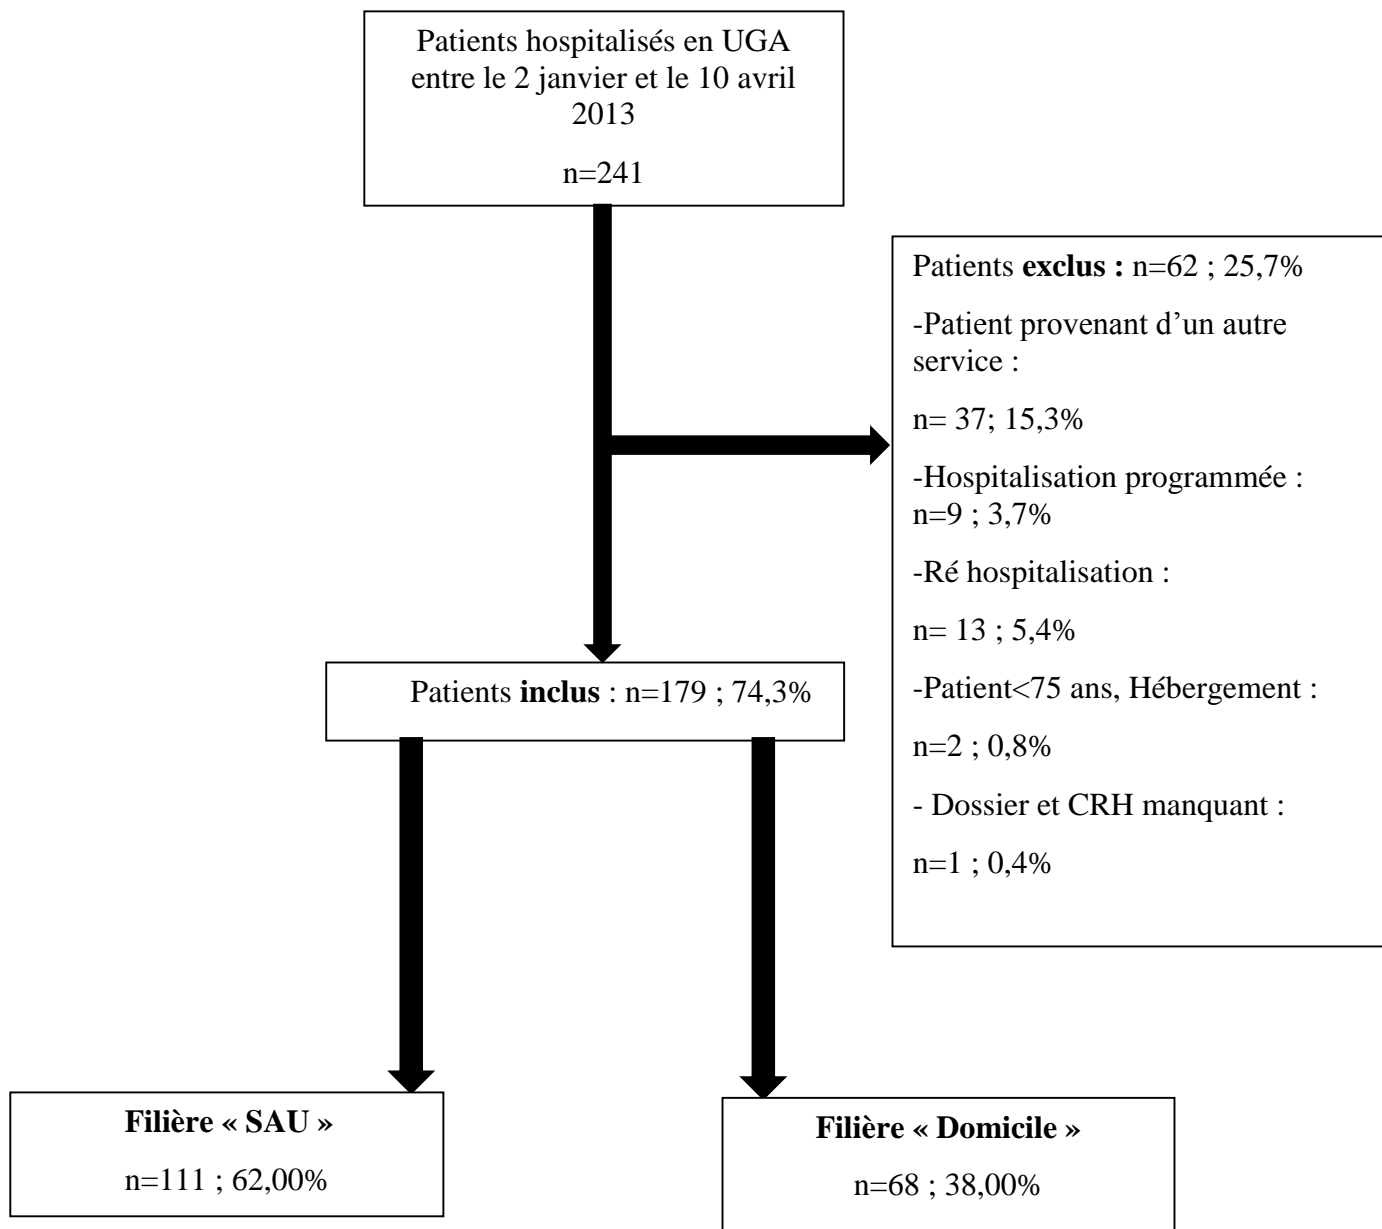 Patients hospitalisés en UGA
entre le 2 janvier et le 10 avril
2013
n=241
Patients exclus : n=62 ; 25,7%
-Patient provenant d’un autre
service :
n= 37; 15,3%
-Hospitalisation programmée :
n=9 ; 3,7%
-Ré hospitalisation :
n= 13 ; 5,4%
-Patient<75 ans, Hébergement :
n=2 ; 0,8%
- Dossier et CRH manquant :
n=1 ; 0,4%
Patients inclus : n=179 ; 74,3%
Filière « SAU »
n=111 ; 62,00%
Filière « Domicile »
n=68 ; 38,00%